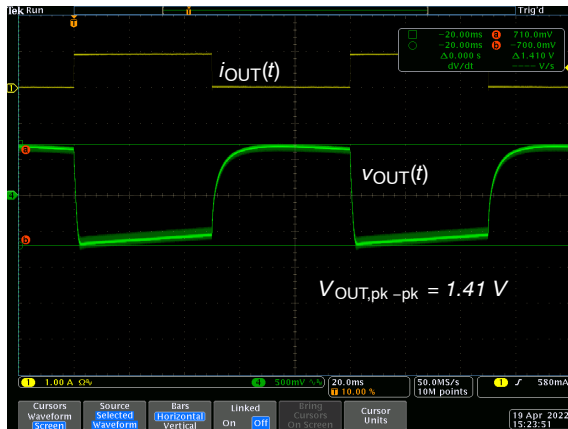 Tek Run
Trig'd
-20.00ms a 710.0mV
-20.00ms b -700.0mV
Δ0.000 s Δ1.410 V
dV/dt ---- V/s
iOUT(t)
1
a
vOUT(t)
4
b
VOUT,pk-pk = 1.41 V
1 1.00 A Ω 4 500mV 20.0ms 50.0MS/s 1 580mA
T 10.00 % 10M points
Cursors Waveform Screen
Source Selected Waveform
Bars Horizontal Vertical
Linked On Off
Bring Cursors On Screen
Cursor Units
19 Apr 2022
15:23:51